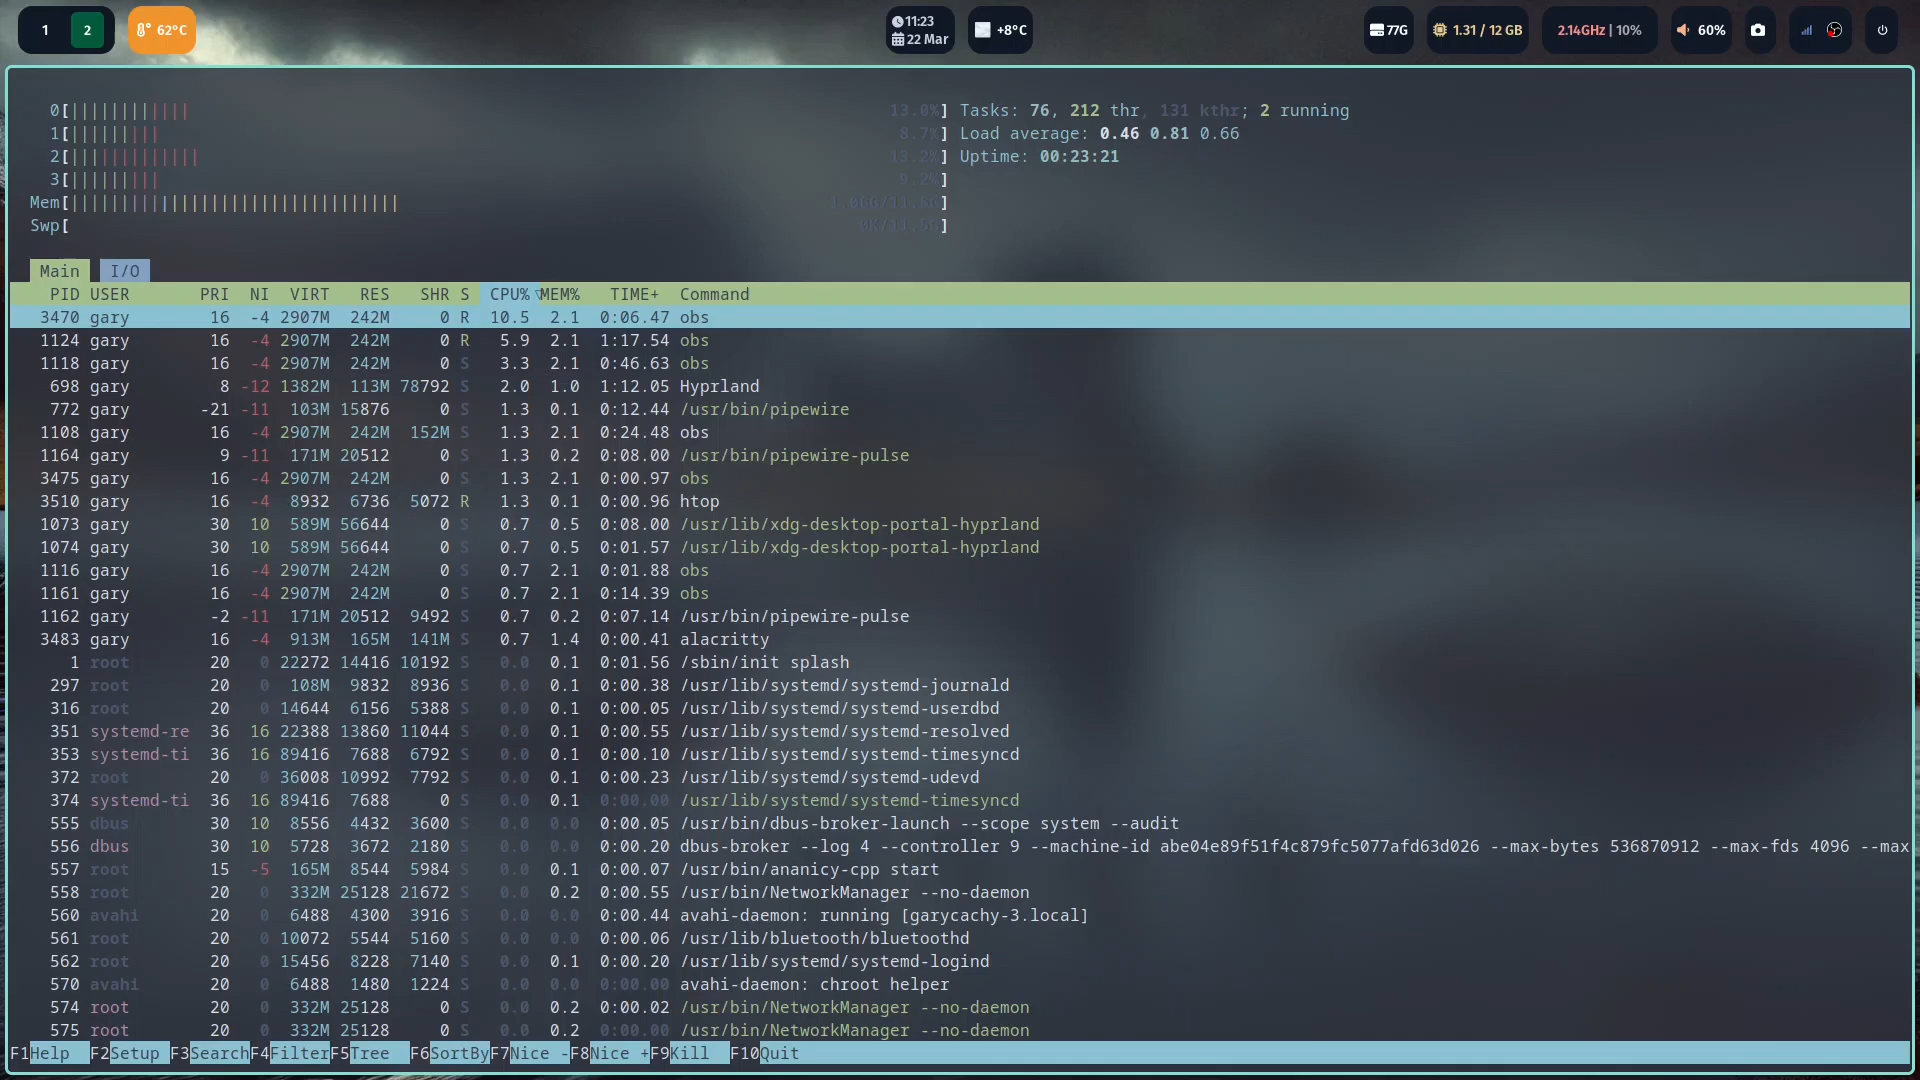 1 2 62°C 11:23 22 Mar +8°C 77G 1.31 / 12 GB 2.14GHz | 10% 60%
0[|||||||||||| 13.0%] Tasks: 76, 212 thr, 131 kthr; 2 running
1[||||||||| 8.7%] Load average: 0.46 0.81 0.66
2[||||||||||||| 13.2%] Uptime: 00:23:21
3[||||||||| 9.2%]
Mem[||||||||||||||||||||||||||||||||| 1.06G/11.5G]
Swp[ 0K/11.5G]
Main I/O
PID USER PRI NI VIRT RES SHR S CPU%▽MEM% TIME+ Command
3470 gary 16 -4 2907M 242M 0 R 10.5 2.1 0:06.47 obs
1124 gary 16 -4 2907M 242M 0 R 5.9 2.1 1:17.54 obs
1118 gary 16 -4 2907M 242M 0 S 3.3 2.1 0:46.63 obs
698 gary 8 -12 1382M 113M 78792 S 2.0 1.0 1:12.05 Hyprland
772 gary -21 -11 103M 15876 0 S 1.3 0.1 0:12.44 /usr/bin/pipewire
1108 gary 16 -4 2907M 242M 152M S 1.3 2.1 0:24.48 obs
1164 gary 9 -11 171M 20512 0 S 1.3 0.2 0:08.00 /usr/bin/pipewire-pulse
3475 gary 16 -4 2907M 242M 0 S 1.3 2.1 0:00.97 obs
3510 gary 16 -4 8932 6736 5072 R 1.3 0.1 0:00.96 htop
1073 gary 30 10 589M 56644 0 S 0.7 0.5 0:08.00 /usr/lib/xdg-desktop-portal-hyprland
1074 gary 30 10 589M 56644 0 S 0.7 0.5 0:01.57 /usr/lib/xdg-desktop-portal-hyprland
1116 gary 16 -4 2907M 242M 0 S 0.7 2.1 0:01.88 obs
1161 gary 16 -4 2907M 242M 0 S 0.7 2.1 0:14.39 obs
1162 gary -2 -11 171M 20512 9492 S 0.7 0.2 0:07.14 /usr/bin/pipewire-pulse
3483 gary 16 -4 913M 165M 141M S 0.7 1.4 0:00.41 alacritty
1 root 20 0 22272 14416 10192 S 0.0 0.1 0:01.56 /sbin/init splash
297 root 20 0 108M 9832 8936 S 0.0 0.1 0:00.38 /usr/lib/systemd/systemd-journald
316 root 20 0 14644 6156 5388 S 0.0 0.1 0:00.05 /usr/lib/systemd/systemd-userdbd
351 systemd-re 36 16 22388 13860 11044 S 0.0 0.1 0:00.55 /usr/lib/systemd/systemd-resolved
353 systemd-ti 36 16 89416 7688 6792 S 0.0 0.1 0:00.10 /usr/lib/systemd/systemd-timesyncd
372 root 20 0 36008 10992 7792 S 0.0 0.1 0:00.23 /usr/lib/systemd/systemd-udevd
374 systemd-ti 36 16 89416 7688 0 S 0.0 0.1 0:00.00 /usr/lib/systemd/systemd-timesyncd
555 dbus 30 10 8556 4432 3600 S 0.0 0.0 0:00.05 /usr/bin/dbus-broker-launch --scope system --audit
556 dbus 30 10 5728 3672 2180 S 0.0 0.0 0:00.20 dbus-broker --log 4 --controller 9 --machine-id abe04e89f51f4c879fc5077afd63d026 --max-bytes 536870912 --max-fds 4096 --max
557 root 15 -5 165M 8544 5984 S 0.0 0.1 0:00.07 /usr/bin/ananicy-cpp start
558 root 20 0 332M 25128 21672 S 0.0 0.2 0:00.55 /usr/bin/NetworkManager --no-daemon
560 avahi 20 0 6488 4300 3916 S 0.0 0.0 0:00.44 avahi-daemon: running [garycachy-3.local]
561 root 20 0 10072 5544 5160 S 0.0 0.0 0:00.06 /usr/lib/bluetooth/bluetoothd
562 root 20 0 15456 8228 7140 S 0.0 0.1 0:00.20 /usr/lib/systemd/systemd-logind
570 avahi 20 0 6488 1480 1224 S 0.0 0.0 0:00.00 avahi-daemon: chroot helper
574 root 20 0 332M 25128 0 S 0.0 0.2 0:00.02 /usr/bin/NetworkManager --no-daemon
575 root 20 0 332M 25128 0 S 0.0 0.2 0:00.00 /usr/bin/NetworkManager --no-daemon
F1Help F2Setup F3SearchF4FilterF5Tree F6SortByF7Nice -F8Nice +F9Kill F10Quit